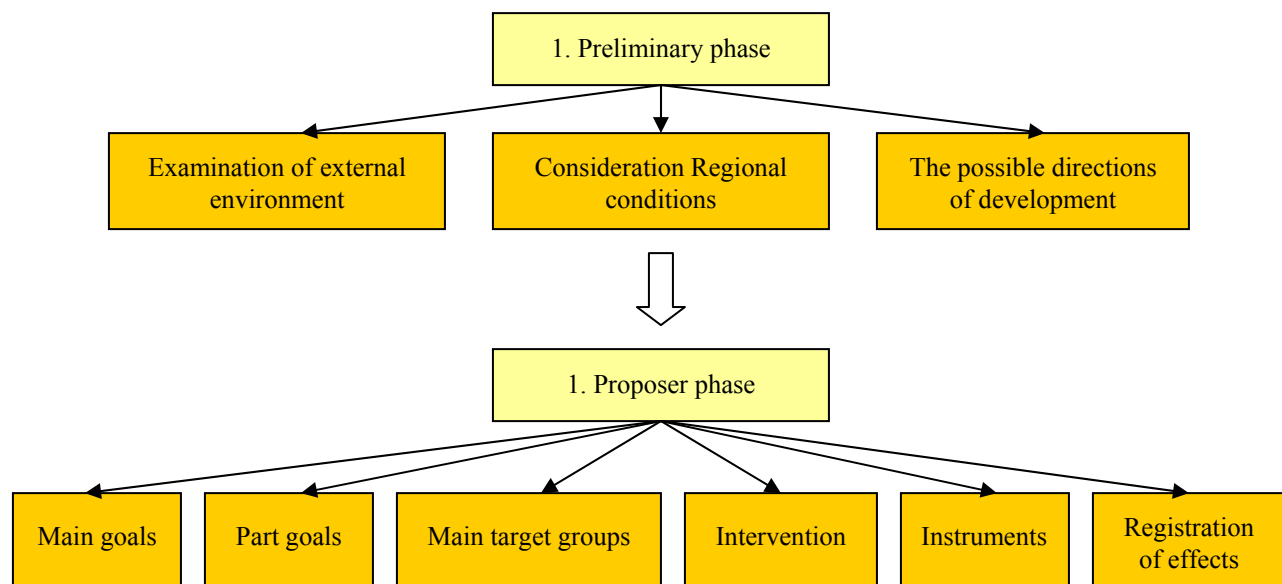 1. Preliminary phase
Examination of external
environment
Consideration Regional
conditions
The possible directions
of development
1. Proposer phase
Main goals
Part goals
Main target groups
Intervention
Instruments
Registration
of effects